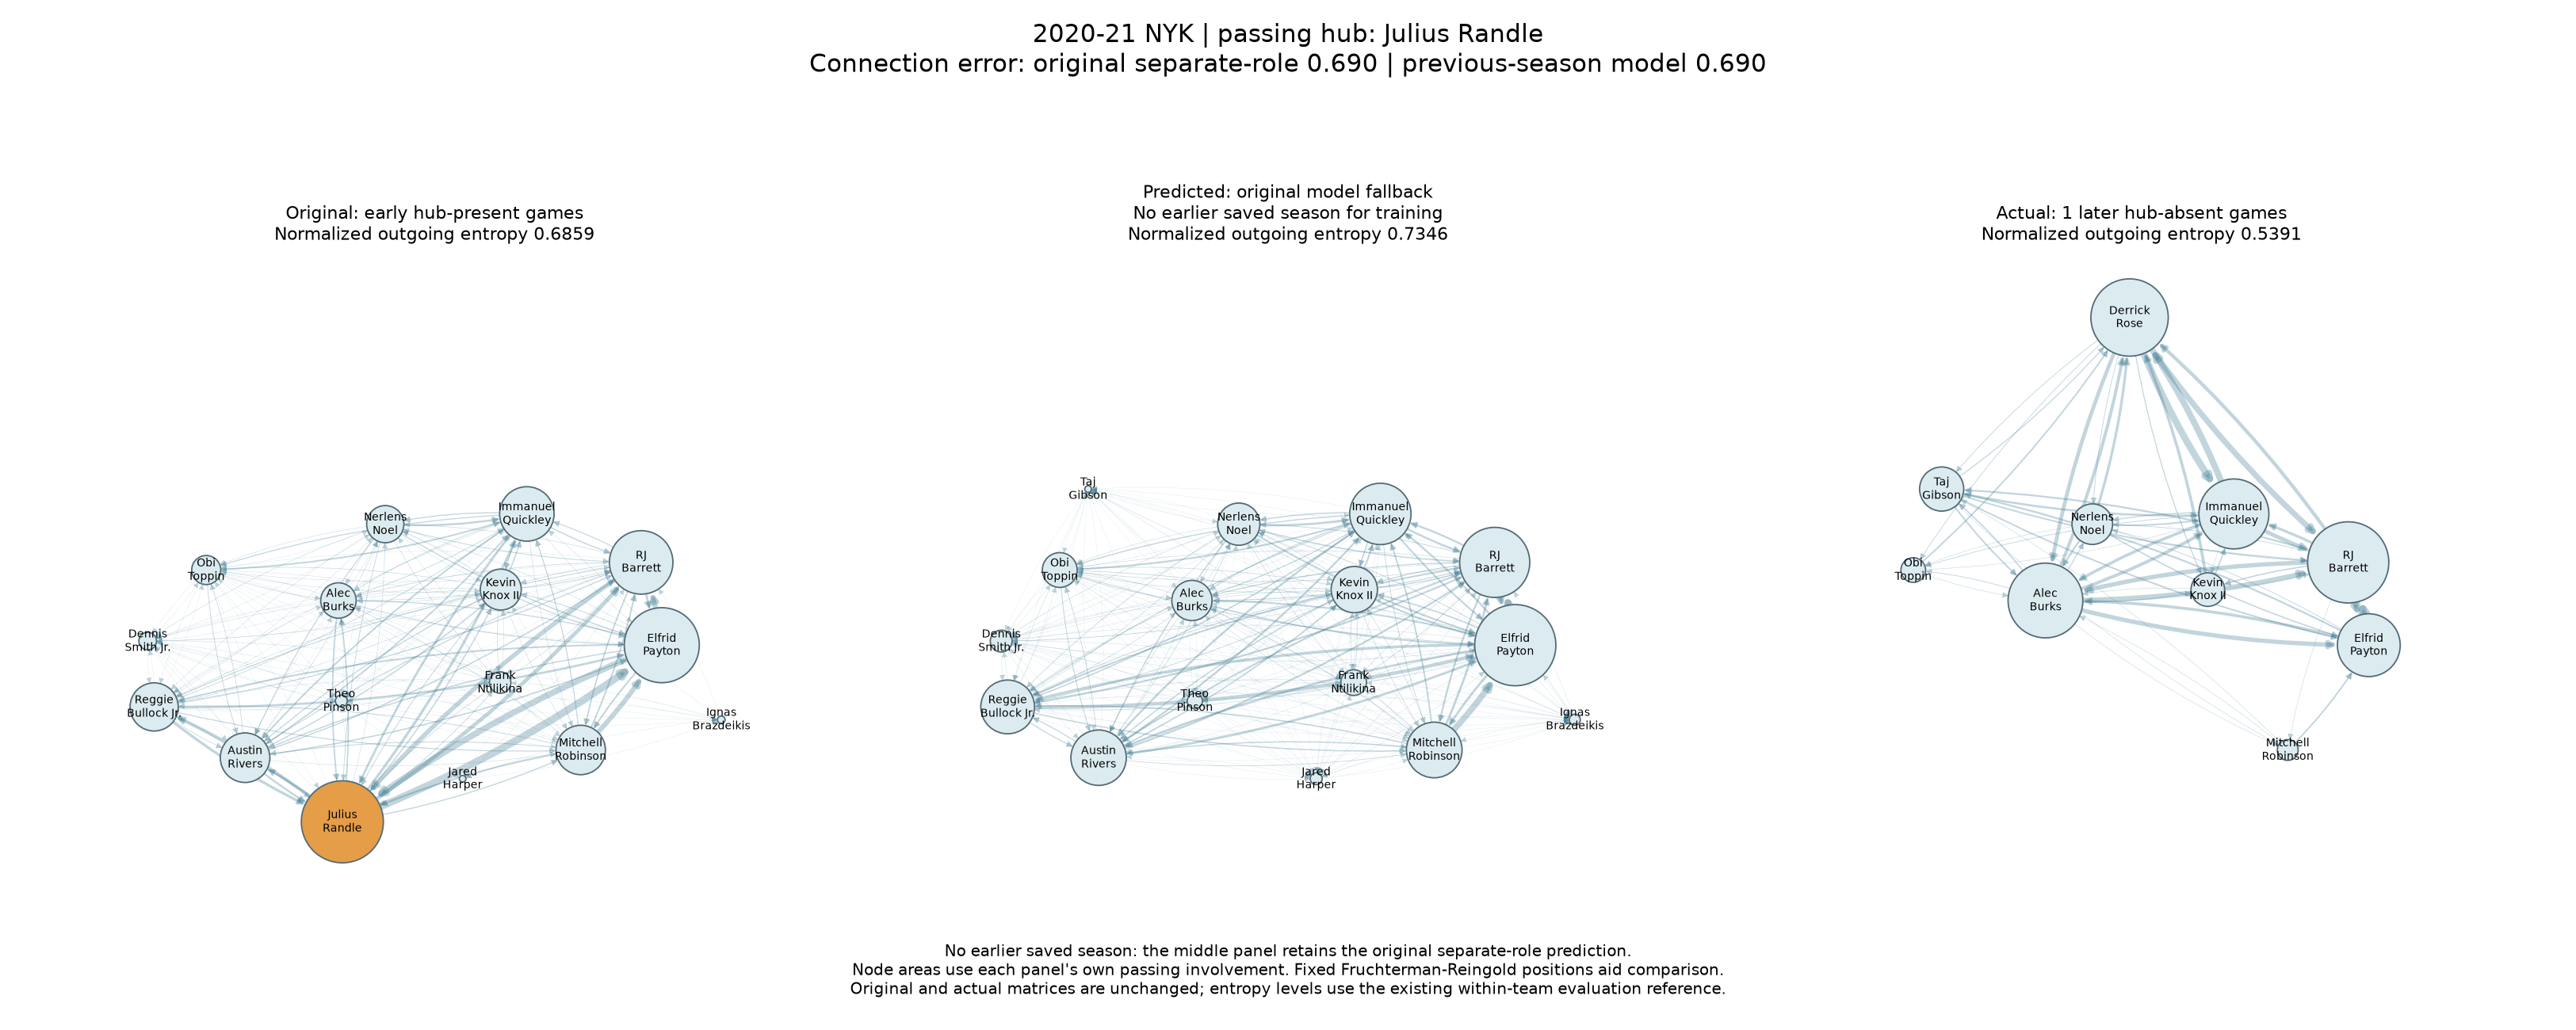 2020-21 NYK | passing hub: Julius Randle
Connection error: original separate-role 0.690 | previous-season model 0.690
Original: early hub-present games
Normalized outgoing entropy 0.6859
Immanuel
Quickley
Nerlens
Noel
RJ
Barrett
Obi
Toppin
Kevin
Knox II
Alec
Burks
Dennis
Smith Jr.
Elfrid
Payton
Frank
Ntilikina
Theo
Pinson
Reggie
Bullock Jr.
Ignas
Brazdeikis
Austin
Rivers
Mitchell
Robinson
Jared
Harper
Julius
Randle
Predicted: original model fallback
No earlier saved season for training
Normalized outgoing entropy 0.7346
Taj
Gibson
Immanuel
Quickley
Nerlens
Noel
RJ
Barrett
Obi
Toppin
Kevin
Knox II
Alec
Burks
Dennis
Smith Jr.
Elfrid
Payton
Frank
Ntilikina
Theo
Pinson
Reggie
Bullock Jr.
Ignas
Brazdeikis
Austin
Rivers
Mitchell
Robinson
Jared
Harper
Actual: 1 later hub-absent games
Normalized outgoing entropy 0.5391
Derrick
Rose
Taj
Gibson
Immanuel
Quickley
Nerlens
Noel
RJ
Barrett
Obi
Toppin
Kevin
Knox II
Alec
Burks
Elfrid
Payton
Mitchell
Robinson
No earlier saved season: the middle panel retains the original separate-role prediction.
Node areas use each panel's own passing involvement. Fixed Fruchterman-Reingold positions aid comparison.
Original and actual matrices are unchanged; entropy levels use the existing within-team evaluation reference.